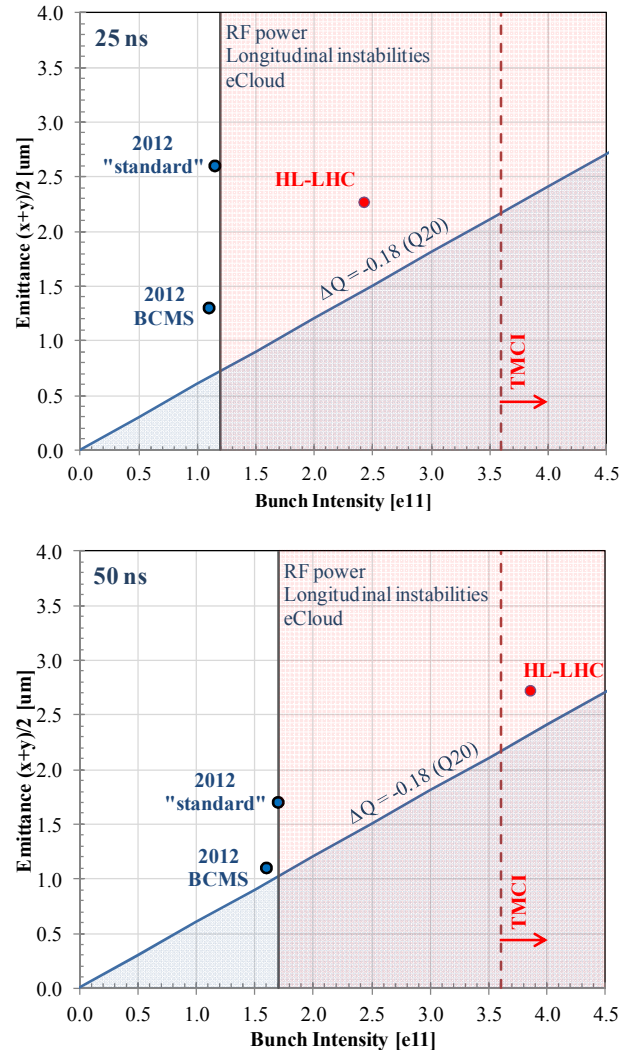 25 ns
RF power
Longitudinal instabilities
eCloud
2012
"standard"
HL-LHC
2012
BCMS
ΔQ = -0.18 (Q20)
TMCI
Emittance (x+y)/2 [um]
4.0
3.5
3.0
2.5
2.0
1.5
1.0
0.5
0.0
0.0 0.5 1.0 1.5 2.0 2.5 3.0 3.5 4.0 4.5
Bunch Intensity [e11]
50 ns
RF power
Longitudinal instabilities
eCloud
HL-LHC
2012
"standard"
2012
BCMS
ΔQ = -0.18 (Q20)
TMCI
Emittance (x+y)/2 [um]
4.0
3.5
3.0
2.5
2.0
1.5
1.0
0.5
0.0
0.0 0.5 1.0 1.5 2.0 2.5 3.0 3.5 4.0 4.5
Bunch Intensity [e11]